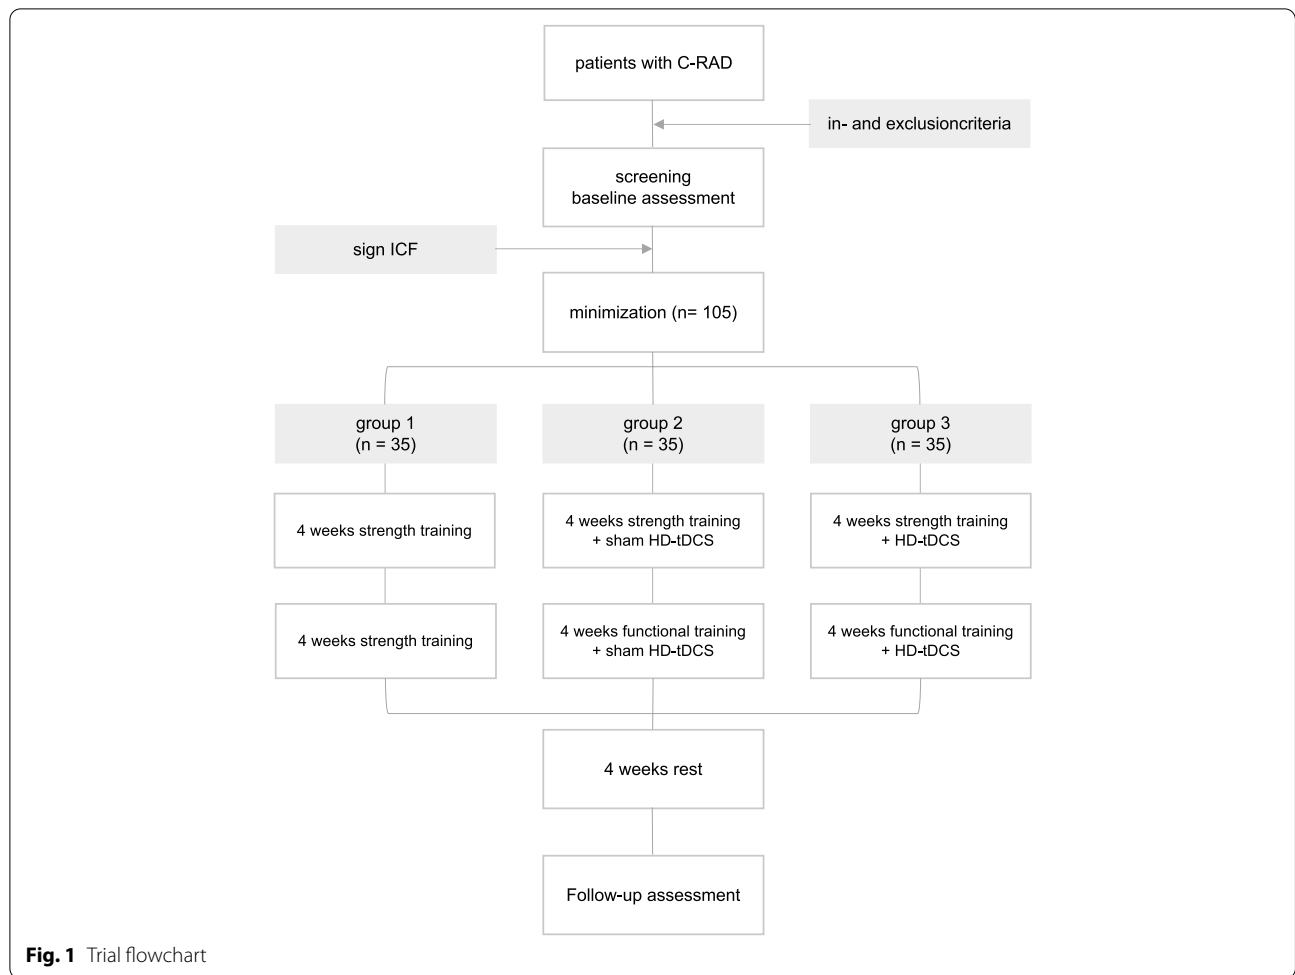 patients with C-RAD
in- and exclusioncriteria
screening
baseline assessment
sign ICF
minimization (n= 105)
group 1
(n = 35)
group 2
(n = 35)
group 3
(n = 35)
4 weeks strength training
4 weeks strength training
+ sham HD-tDCS
4 weeks strength training
+ HD-tDCS
4 weeks strength training
4 weeks functional training
+ sham HD-tDCS
4 weeks functional training
+ HD-tDCS
4 weeks rest
Follow-up assessment
Fig. 1 Trial flowchart